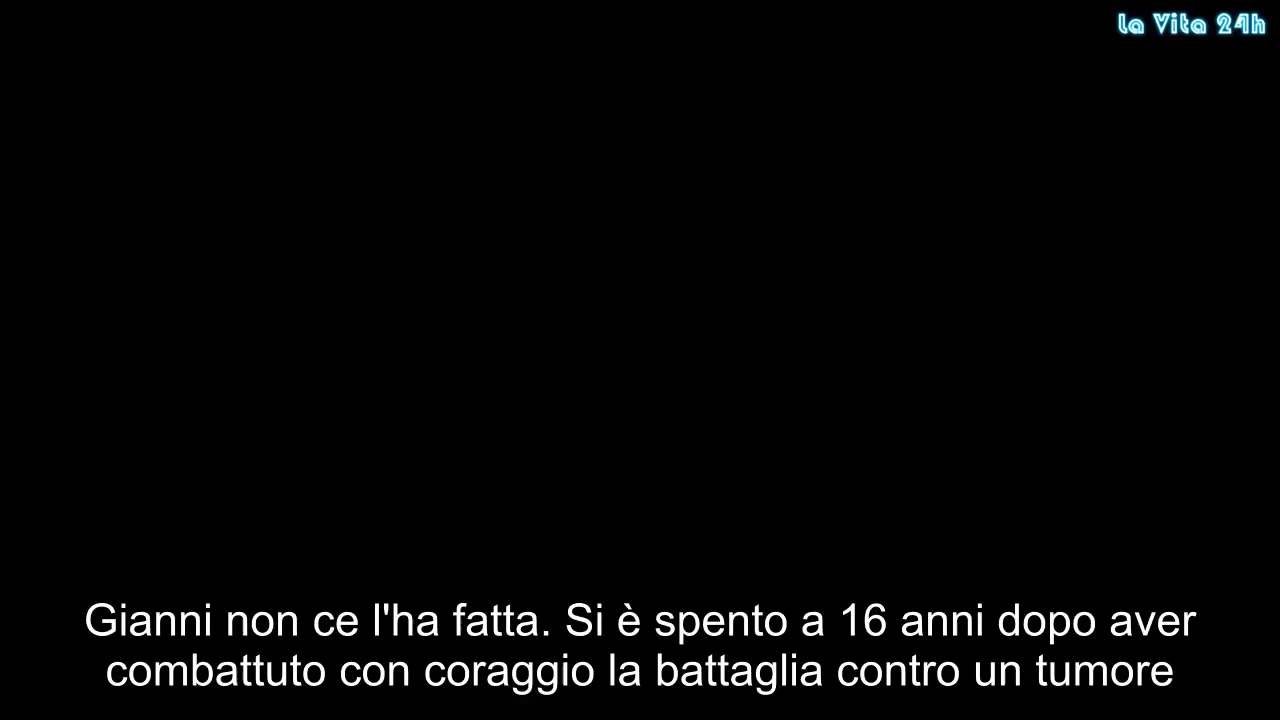 la Vita 24h
Gianni non ce l'ha fatta. Si è spento a 16 anni dopo aver
combattuto con coraggio la battaglia contro un tumore